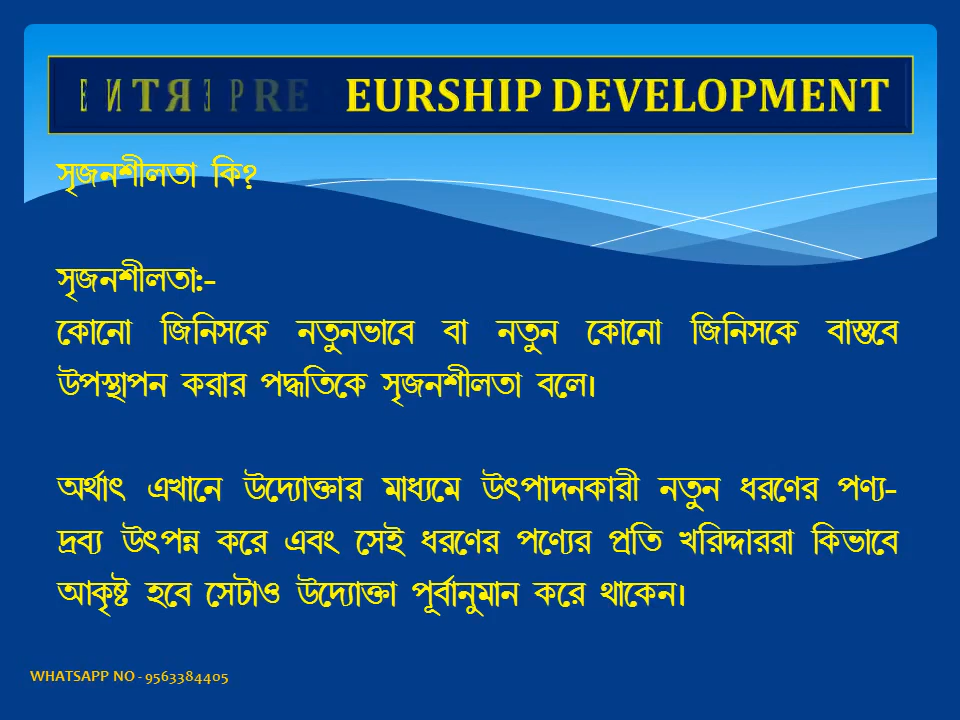 ENTREPRE EURSHIP DEVELOPMENT
সৃজনশীলতা কি?
সৃজনশীলতা:-
কোনো জিনিসকে নতুনভাবে বা নতুন কোনো জিনিসকে বাস্তবে
উপস্থাপন করার পদ্ধতিকে সৃজনশীলতা বলে।
অর্থাৎ এখানে উদ্যোক্তার মাধ্যমে উৎপাদনকারী নতুন ধরণের পণ্য-
দ্রব্য উৎপন্ন করে এবং সেই ধরণের পণ্যের প্রতি খরিদ্দাররা কিভাবে
আকৃষ্ট হবে সেটাও উদ্যোক্তা পূর্বানুমান করে থাকেন।
WHATSAPP NO - 9563384405